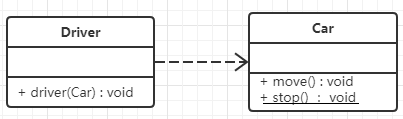 Driver
+ driver(Car) : void
Car
+ move() : void
+ stop() : void